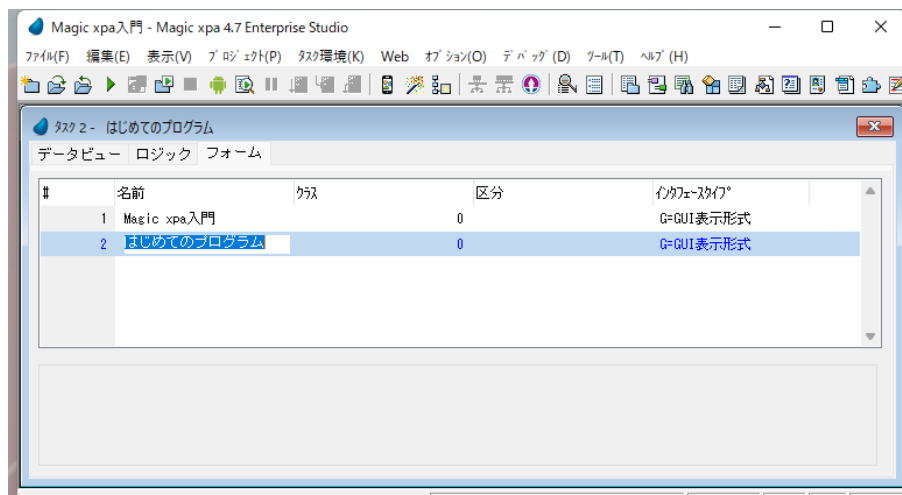 Magic xpa入門 - Magic xpa 4.7 Enterprise Studio
ファイル(F) 編集(E) 表示(V) プロジェクト(P) タスク環境(K) Web オプション(O) デバッグ(D) ツール(T) ヘルプ(H)
タスク 2 - はじめてのプログラム
データビュー ロジック フォーム
# 名前 クラス 区分 インタフェースタイプ
1 Magic xpa入門 0 G=GUI表示形式
2 はじめてのプログラム 0 G=GUI表示形式